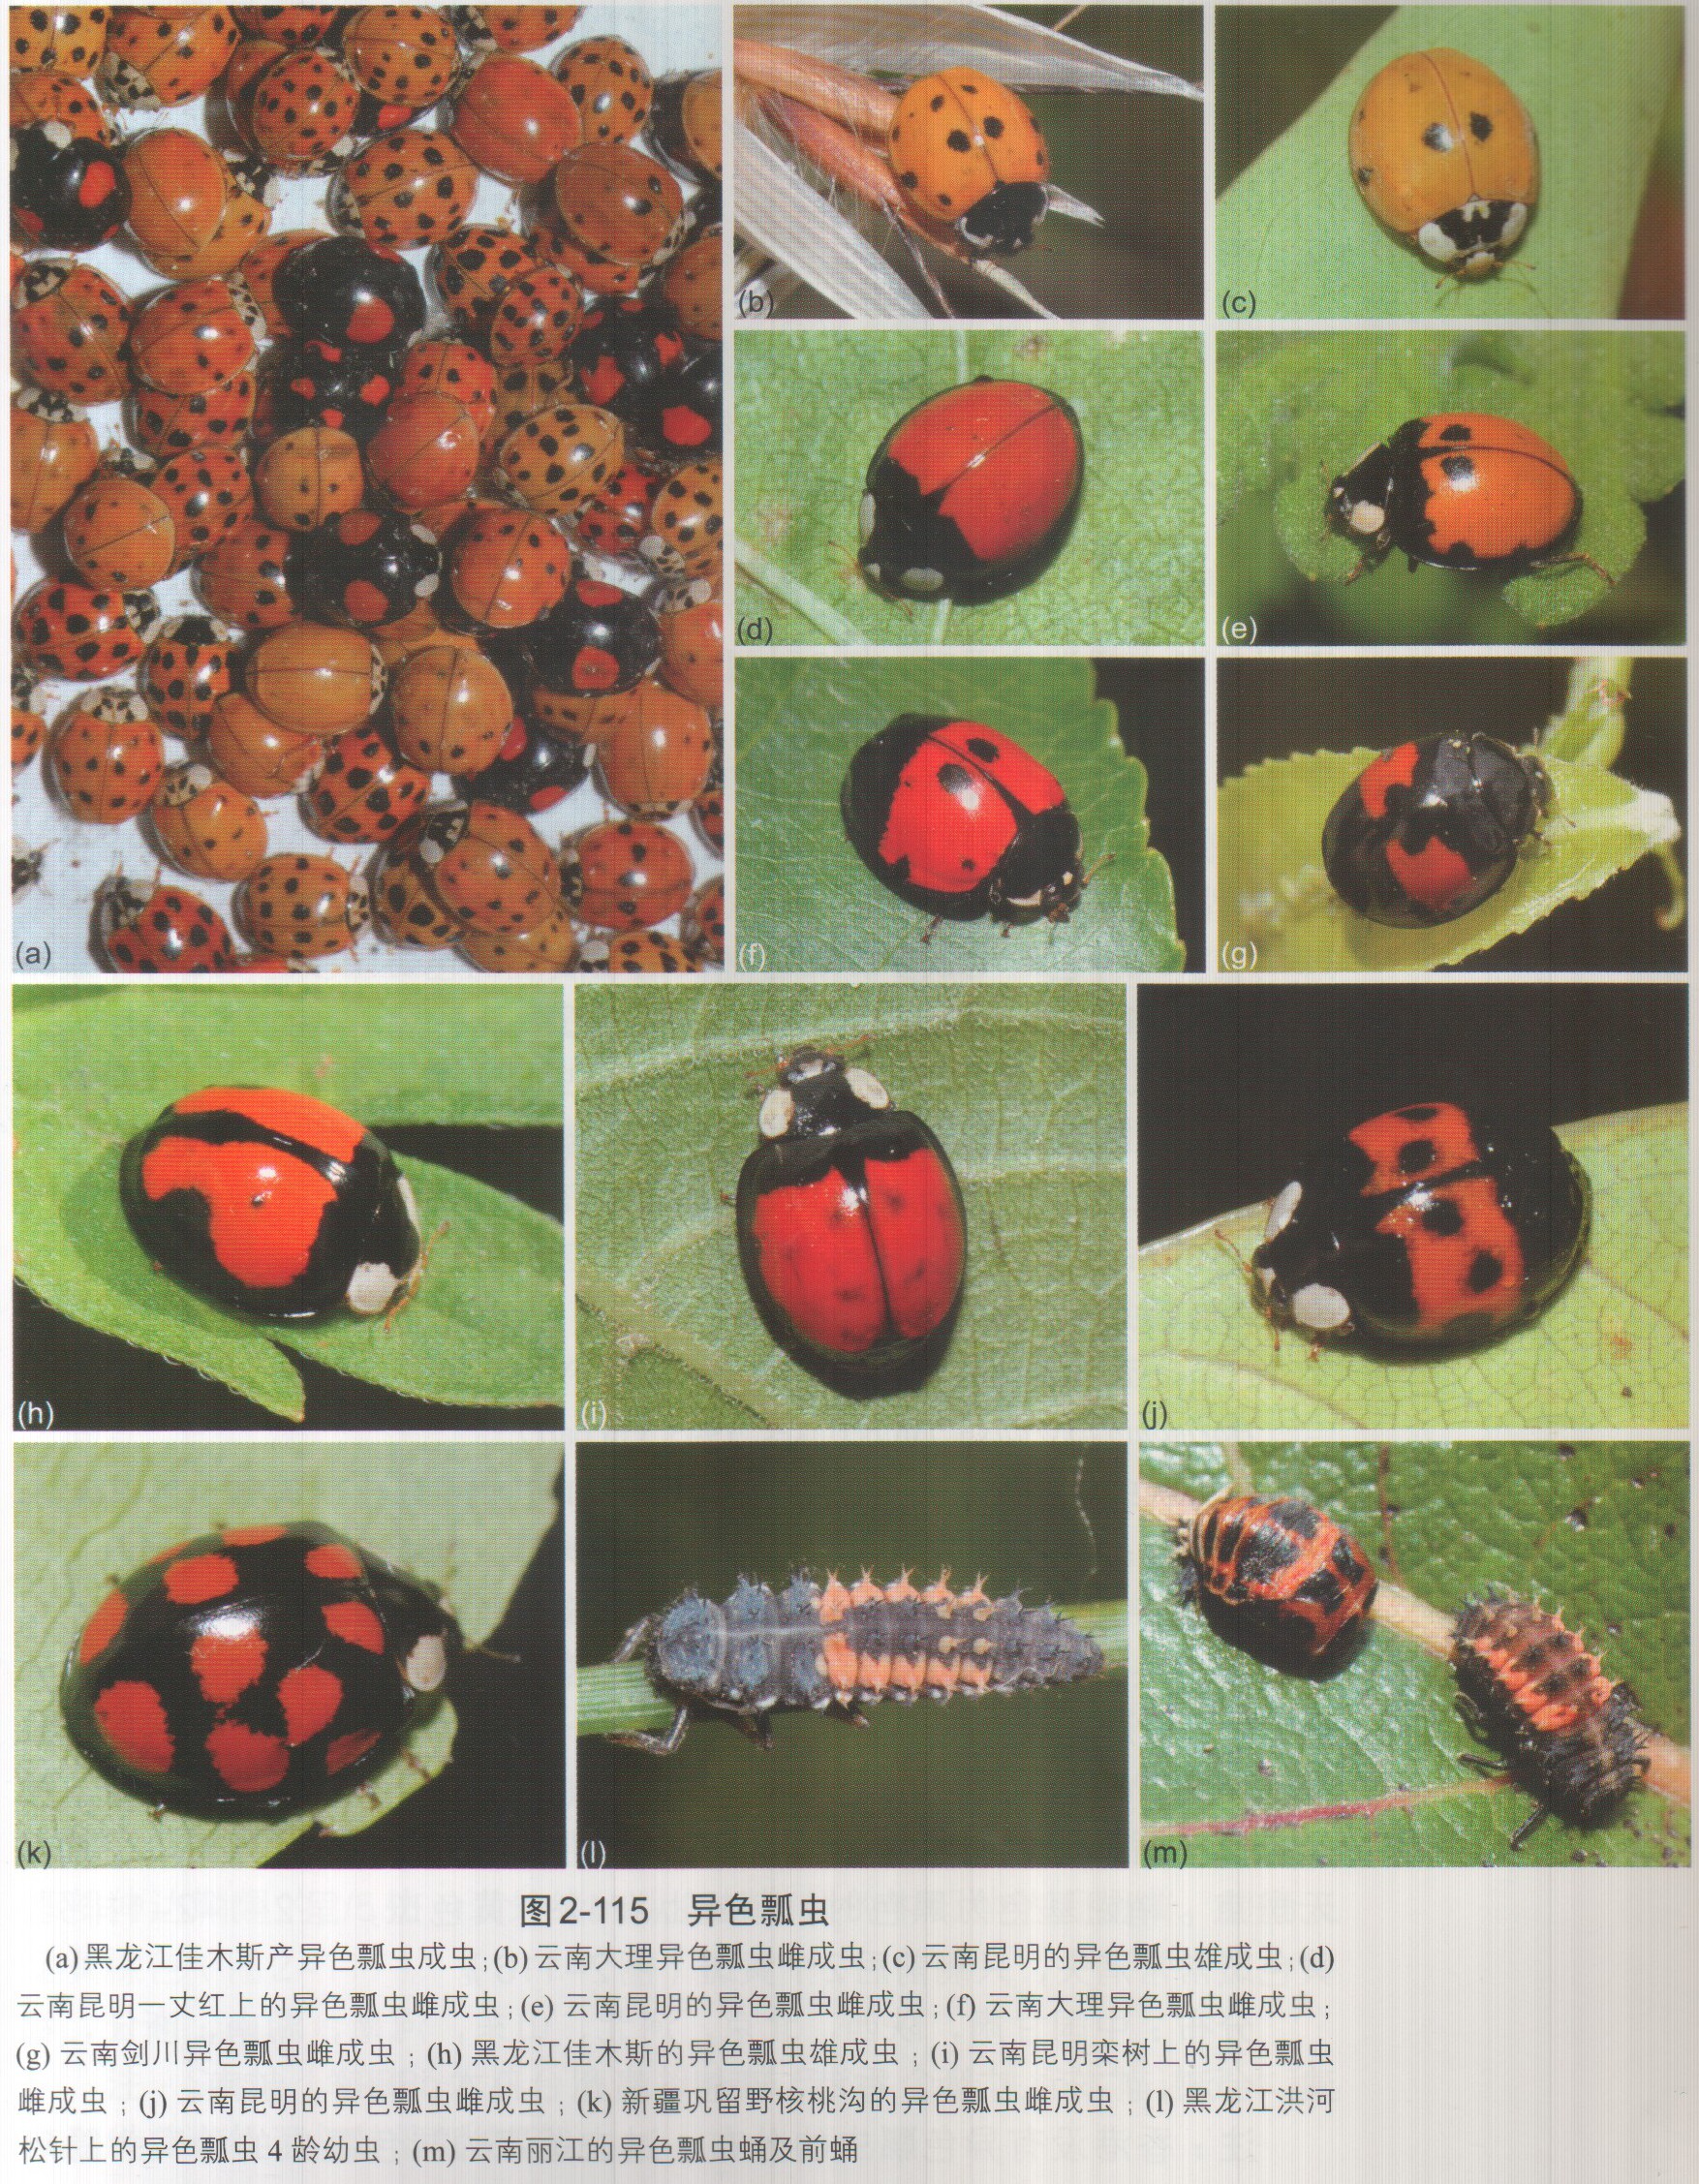 (a)
(b)
(c)
(d)
(e)
(f)
(g)
(h)
(i)
(j)
(k)
(l)
(m)
图2-115 异色瓢虫
(a)黑龙江佳木斯产异色瓢虫成虫;(b)云南大理异色瓢虫雌成虫;(c)云南昆明的异色瓢虫雄成虫;(d)
云南昆明一丈红上的异色瓢虫雌成虫;(e)云南昆明的异色瓢虫雌成虫;(f)云南大理异色瓢虫雌成虫;
(g)云南剑川异色瓢虫雌成虫;(h)黑龙江佳木斯的异色瓢虫雄成虫;(i)云南昆明栾树上的异色瓢虫
雌成虫;(j)云南昆明的异色瓢虫雌成虫;(k)新疆巩留野核桃沟的异色瓢虫雌成虫;(l)黑龙江洪河
松针上的异色瓢虫4龄幼虫;(m)云南丽江的异色瓢虫蛹及前蛹